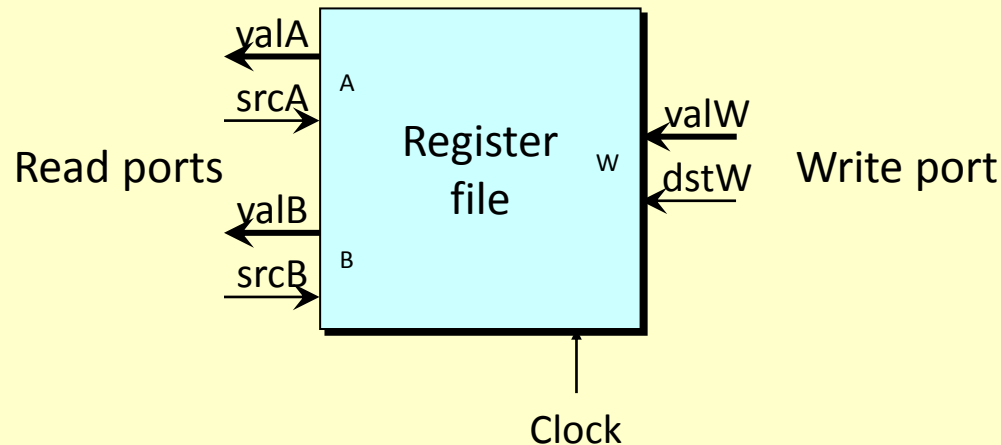 valA
A
srcA
Read ports
valB
B
srcB
Register
file
W
valW
dstW
Write port
Clock